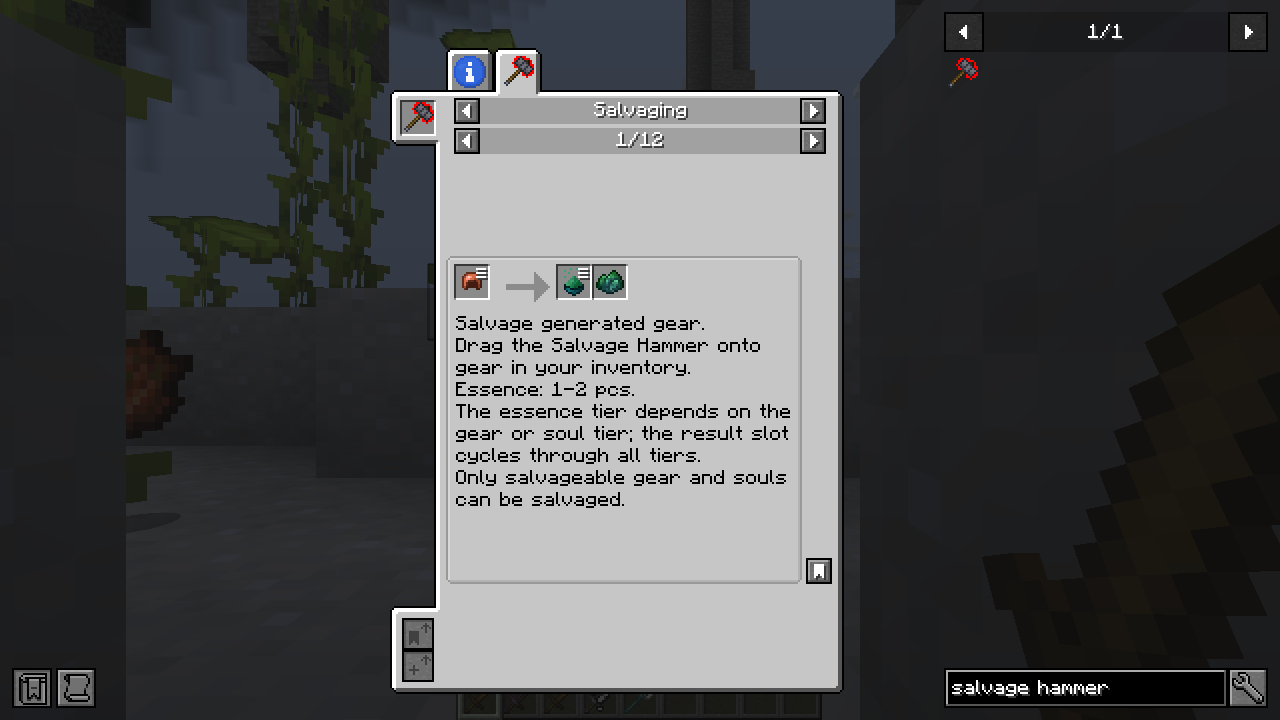 1/1
Salvaging
1/12
Salvage generated gear.
Drag the Salvage Hammer onto
gear in your inventory.
Essence: 1-2 pcs.
The essence tier depends on the
gear or soul tier; the result slot
cycles through all tiers.
Only salvageable gear and souls
can be salvaged.
salvage hammer